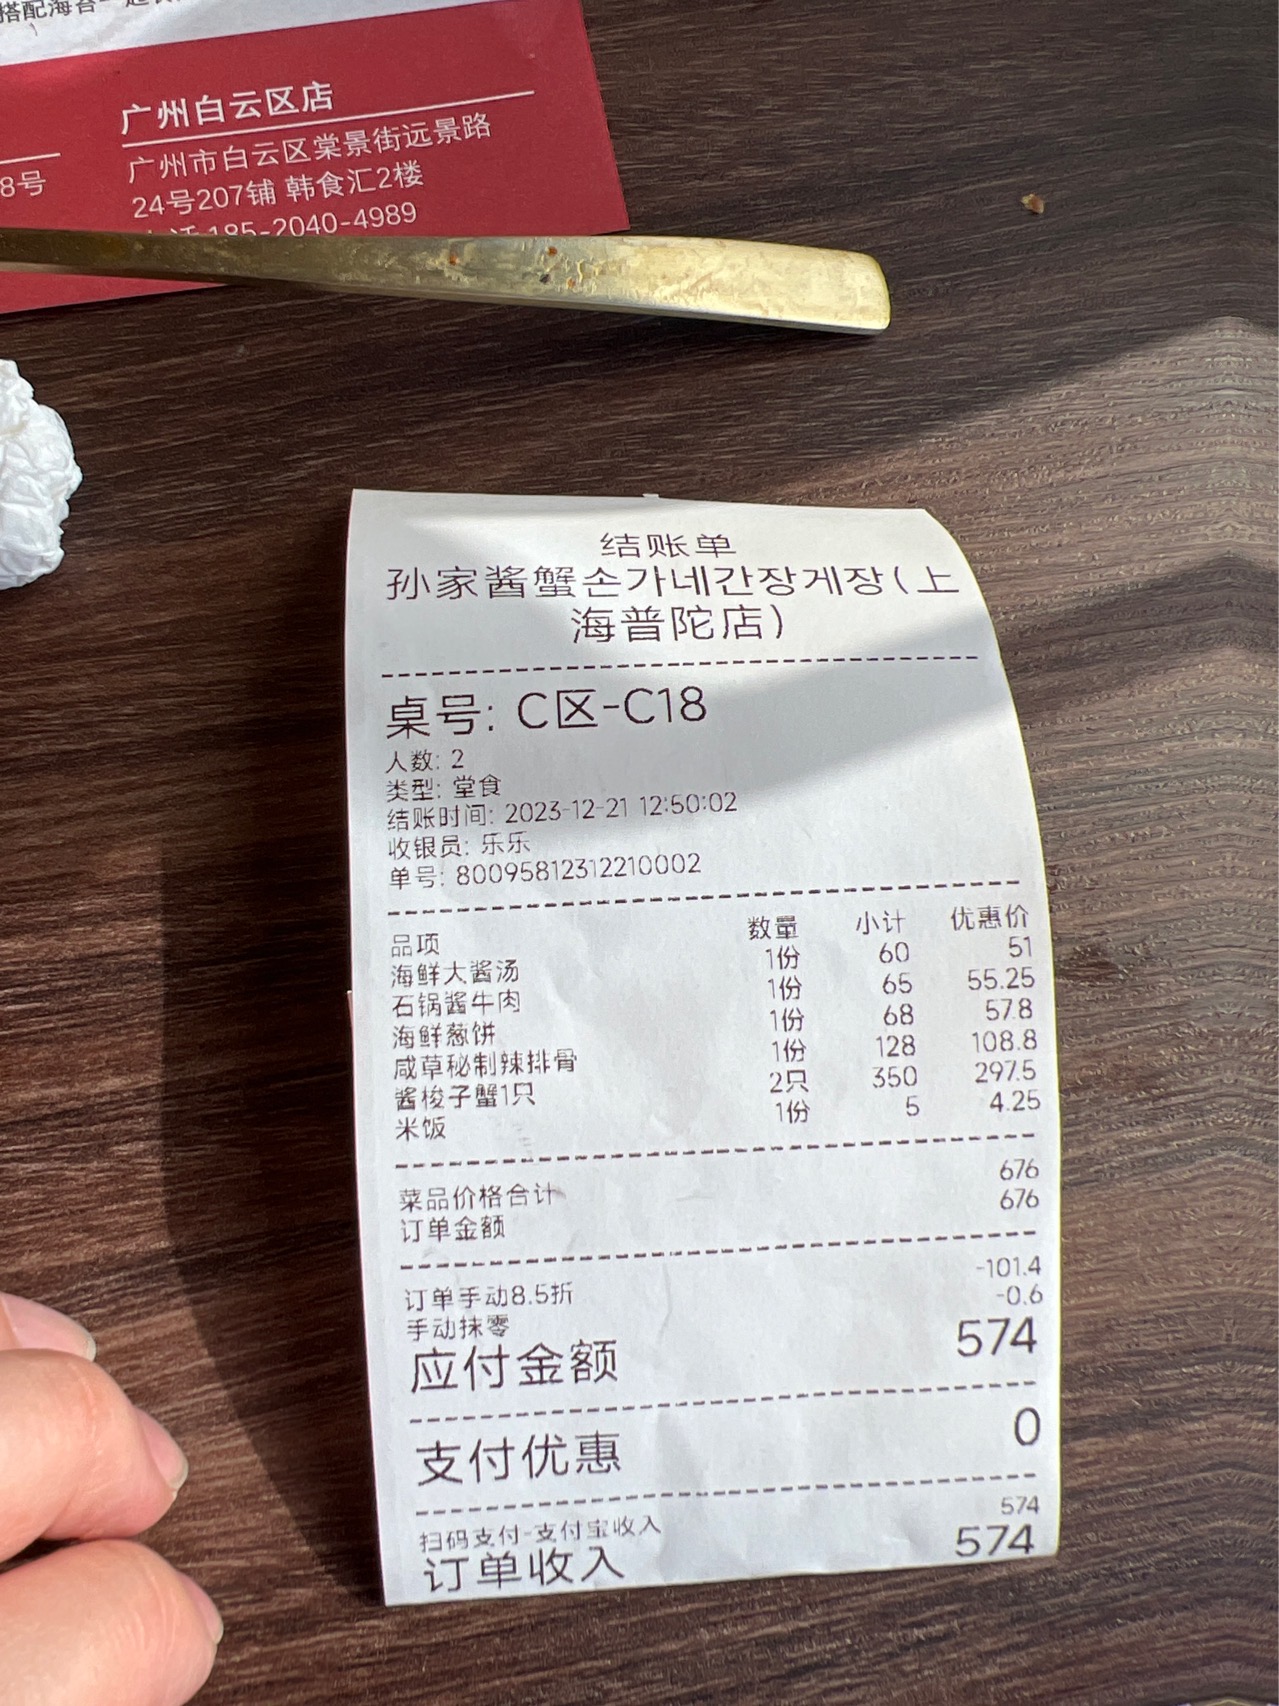 搭配海苔一起
8号
广州白云区店
广州市白云区棠景街远景路
24号207铺 韩食汇2楼
电话 185-2040-4989
结账单
孙家酱蟹손가네간장게장(上
海普陀店)
桌号: C区-C18
人数: 2
类型: 堂食
结账时间: 2023-12-21 12:50:02
收银员: 乐乐
单号: 80095812312210002
品项 数量 小计 优惠价
海鲜大酱汤 1份 60 51
石锅酱牛肉 1份 65 55.25
海鲜葱饼 1份 68 57.8
咸草秘制辣排骨 1份 128 108.8
酱梭子蟹1只 2只 350 297.5
米饭 1份 5 4.25
菜品价格合计 676
订单金额 676
订单手动8.5折 -101.4
手动抹零 -0.6
应付金额 574
支付优惠 0
扫码支付-支付宝收入 574
订单收入 574